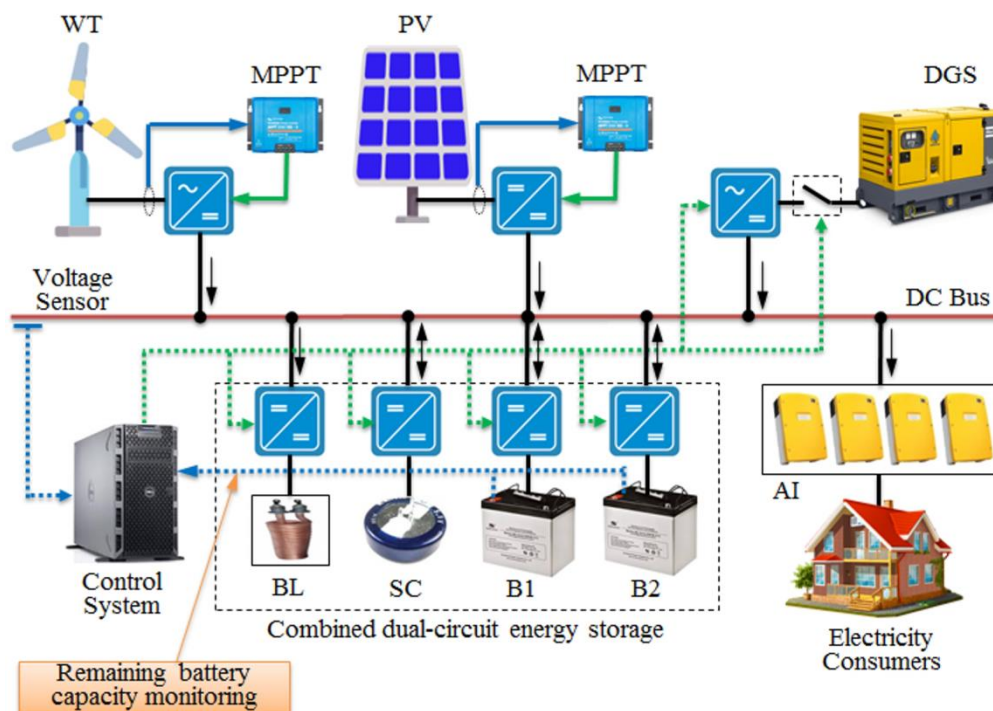 WT
PV
MPPT
MPPT
DGS
Voltage
Sensor
DC Bus
AI
Control
System
BL
SC
B1
B2
Combined dual-circuit energy storage
Electricity
Consumers
Remaining battery
capacity monitoring